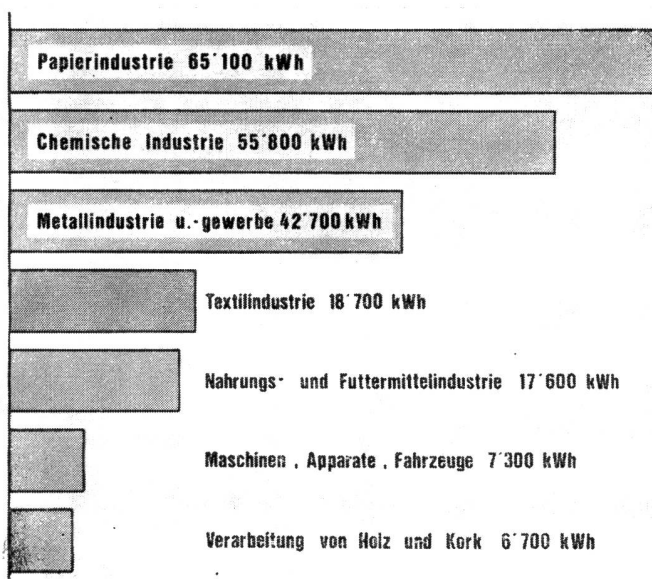 Papierindustrie 65'100 kWh
Chemische Industrie 55'800 kWh
Metallindustrie u.-gewerbe 42'700 kWh
Textilindustrie 18'700 kWh
Nahrungs- und Futtermittelindustrie 17'600 kWh
Maschinen, Apparate, Fahrzeuge 7'300 kWh
Verarbeitung von Holz und Kork 6'700 kWh